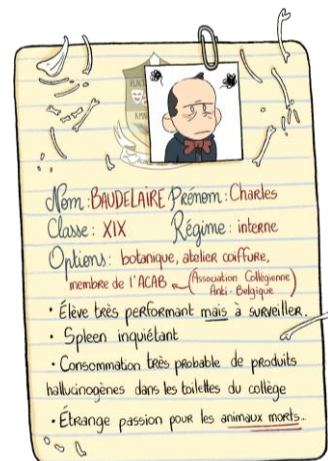 Nom : BAUDELAIRE Prénom : Charles
Classe : XIX Régime : interne
Options : botanique, atelier coiffure,
membre de l'ACAB (Association Collégienne
Anti-Belgique)
• Élève très performant mais à surveiller.
• Spleen inquiétant
• Consommation très probable de produits
hallucinogènes dans les toilettes du collège
• Étrange passion pour les animaux morts...